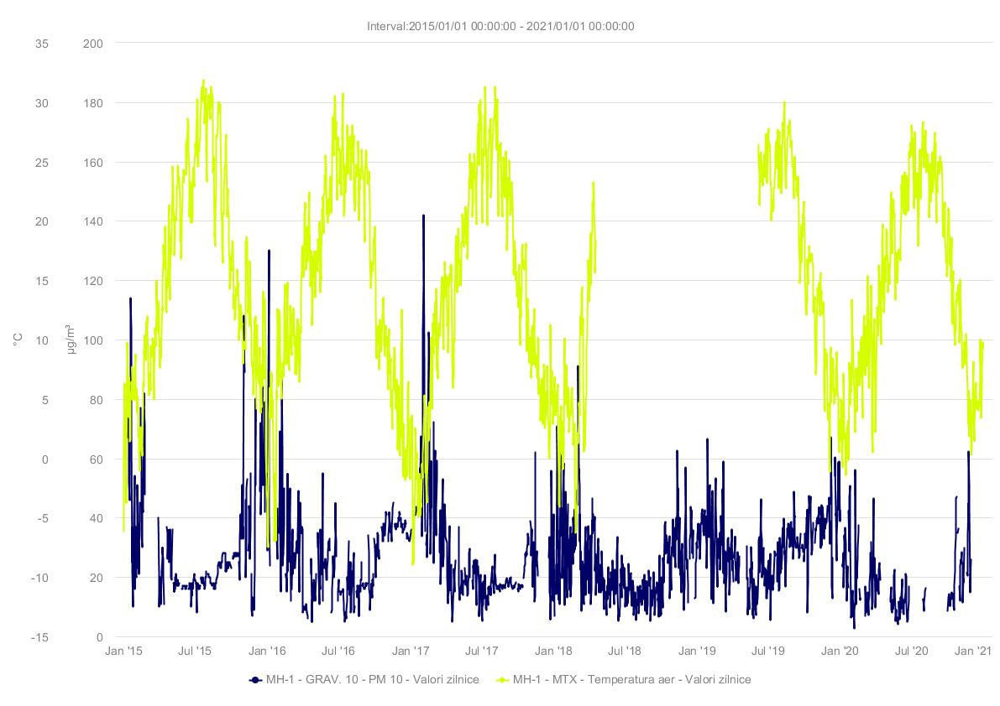 Interval:2015/01/01 00:00:00 - 2021/01/01 00:00:00
35 200
30 180
25 160
20 140
15 120
10 100
5 80
0 60
-5 40
-10 20
-15 0
°C
µg/m³
Jan '15 Jul '15 Jan '16 Jul '16 Jan '17 Jul '17 Jan '18 Jul '18 Jan '19 Jul '19 Jan '20 Jul '20 Jan '21
MH-1 - GRAV. 10 - PM 10 - Valori zilnice MH-1 - MTX - Temperatura aer - Valori zilnice